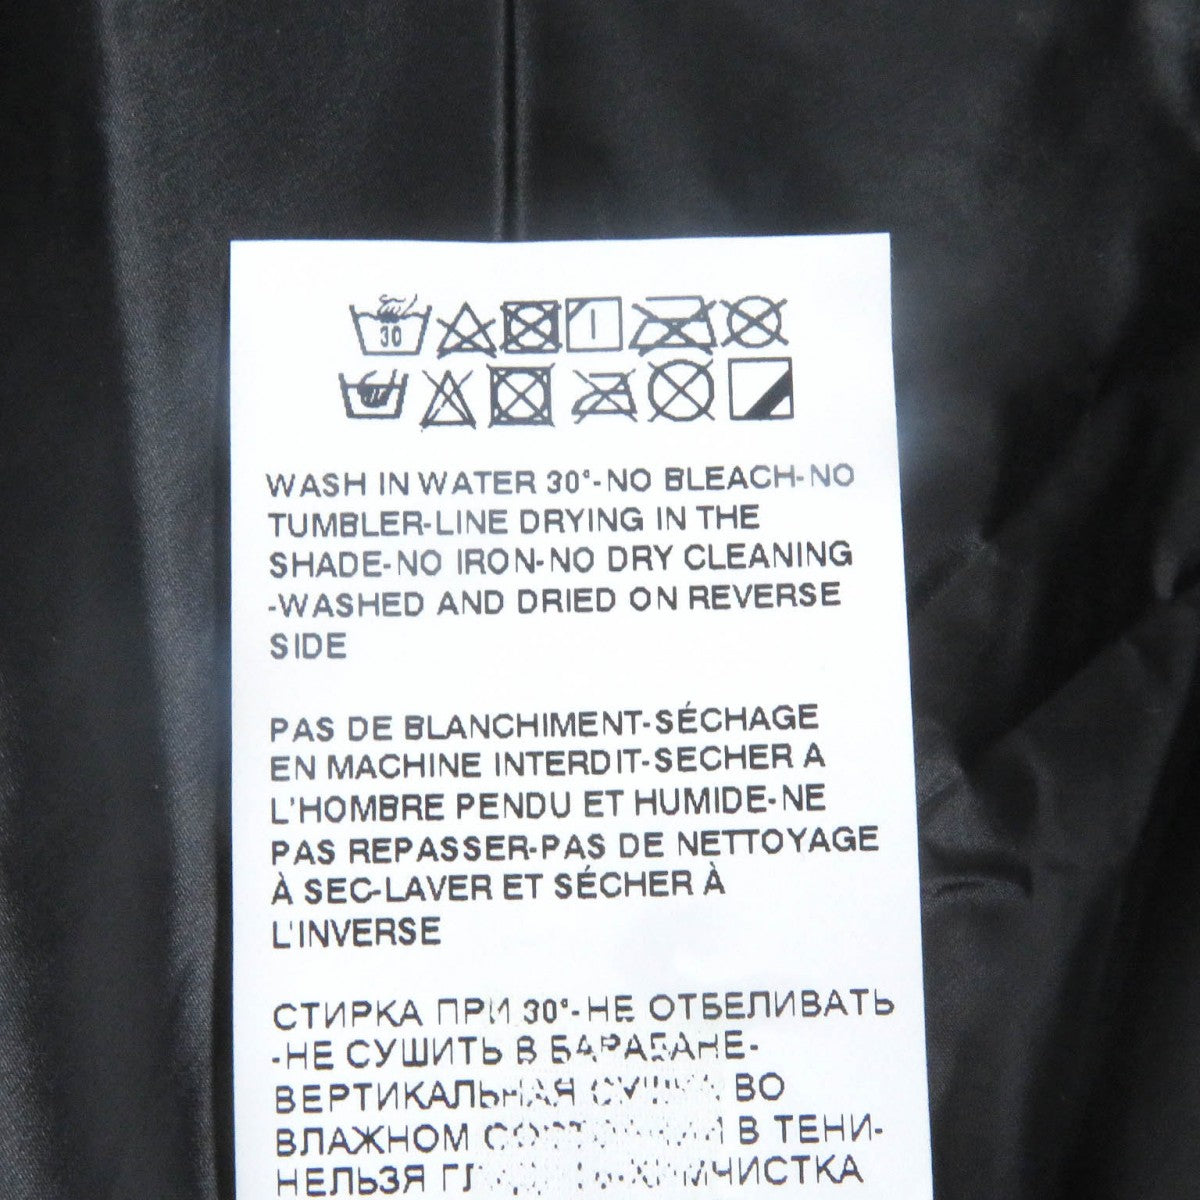 30
WASH IN WATER 30°-NO BLEACH-NO
TUMBLER-LINE DRYING IN THE
SHADE-NO IRON-NO DRY CLEANING
-WASHED AND DRIED ON REVERSE
SIDE
PAS DE BLANCHIMENT-SÉCHAGE
EN MACHINE INTERDIT-SECHER A
L'HOMBRE PENDU ET HUMIDE-NE
PAS REPASSER-PAS DE NETTOYAGE
À SEC-LAVER ET SÉCHER À
L'INVERSE
СТИРКА ПРИ 30°-НЕ ОТБЕЛИВАТЬ
-НЕ СУШИТЬ В БАРАБАНЕ-
ВЕРТИКАЛЬНАЯ СУШКА ВО
ВЛАЖНОМ В ТЕНИ-
НЕЛЬЗЯ